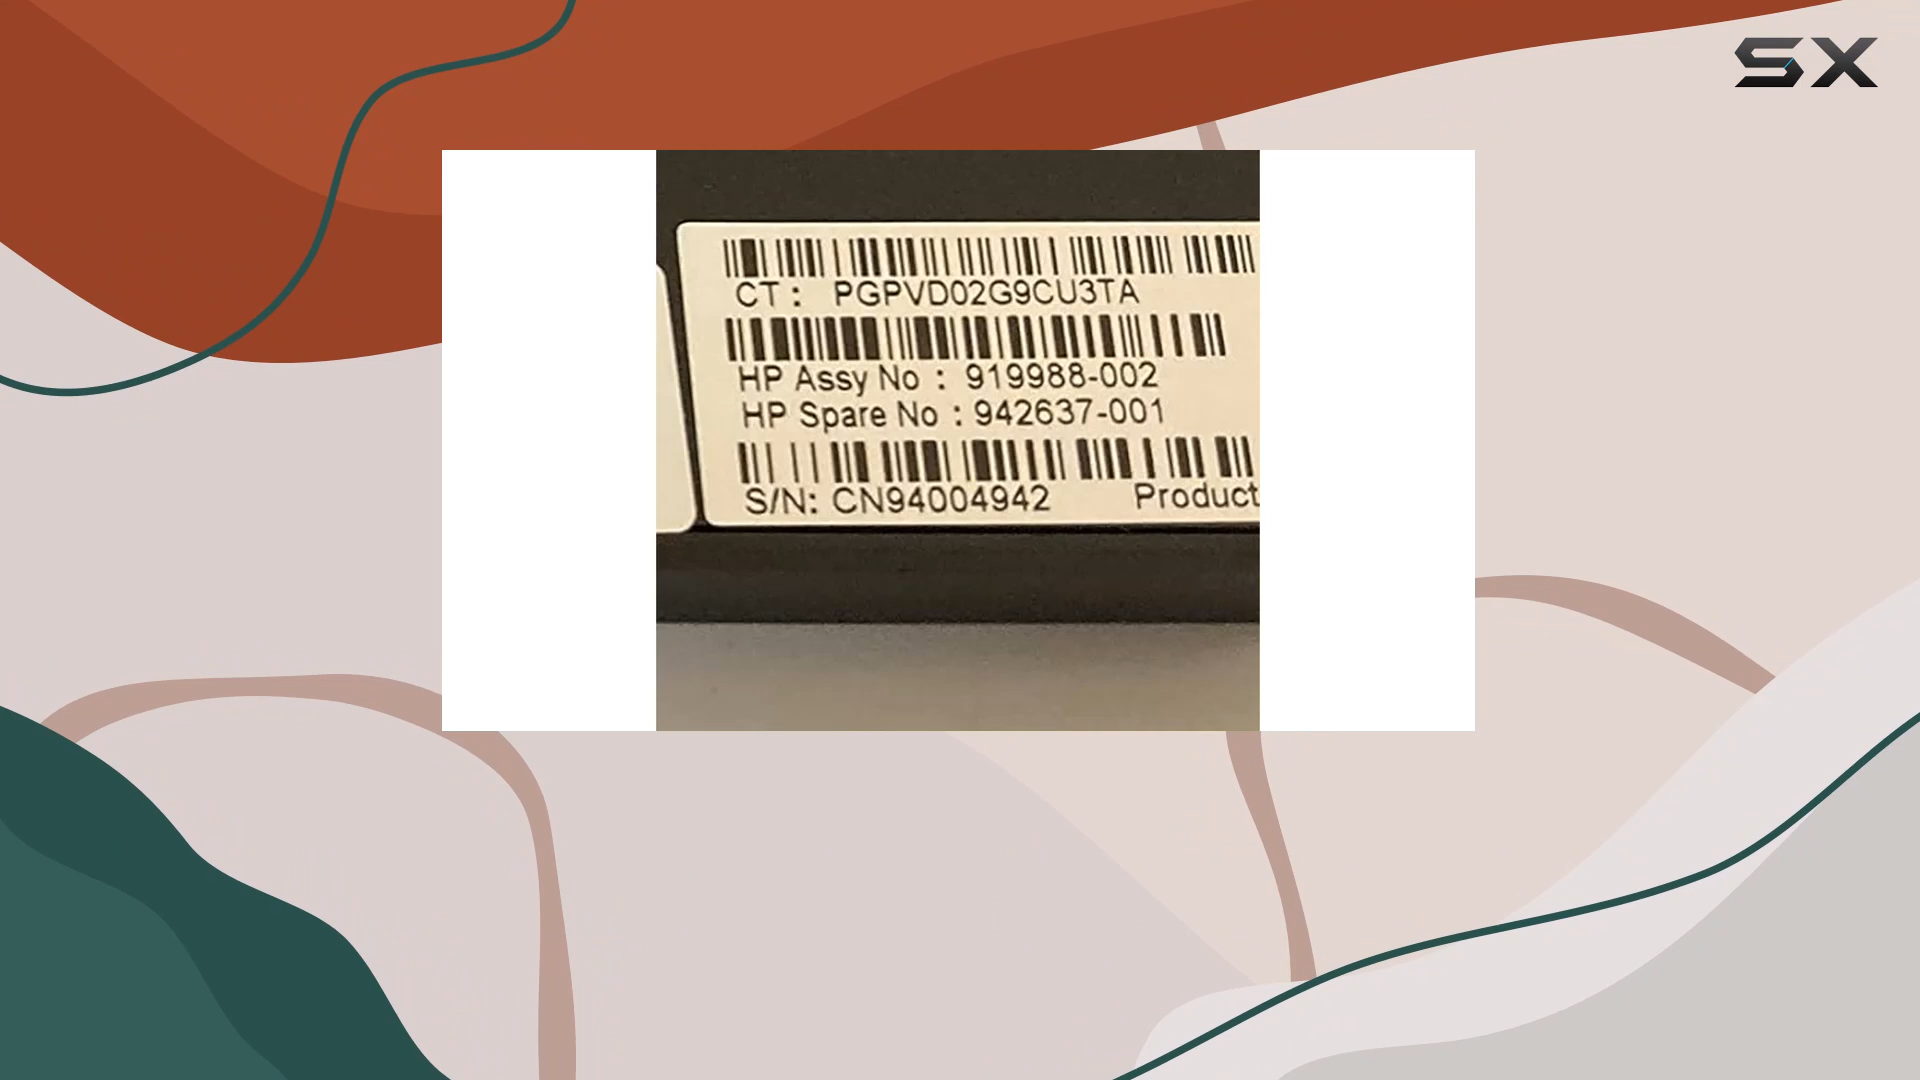 SX
CT : PGPVD02G9CU3TA
HP Assy No : 919988-002
HP Spare No : 942637-001
S/N: CN94004942 Product